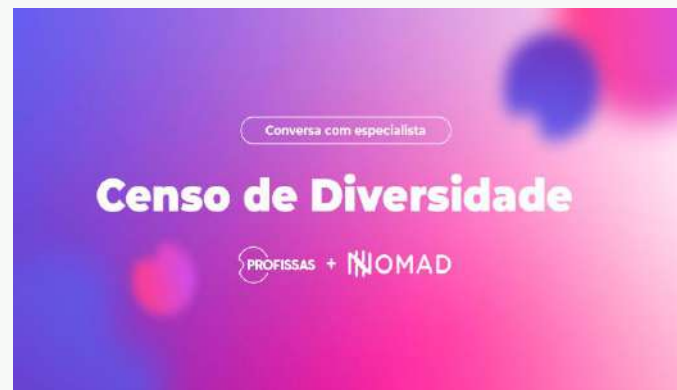 Conversa com especialista
Censo de Diversidade
PROFISSAS + NOMAD